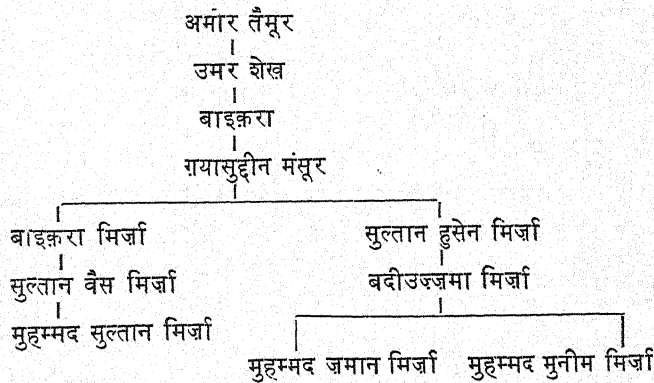 अमार तैमूर
उमर शेख
बाइक़रा
ग़यासुद्दीन मंसूर
बाइक़रा मिर्ज़ा सुल्तान हुसेन मिर्ज़ा
सुल्तान वैस मिर्ज़ा बदीउज्ज़मा मिर्ज़ा
मुहम्मद सुल्तान मिर्ज़ा
मुहम्मद ज़मान मिर्ज़ा मुहम्मद मुनीम मिर्ज़ा